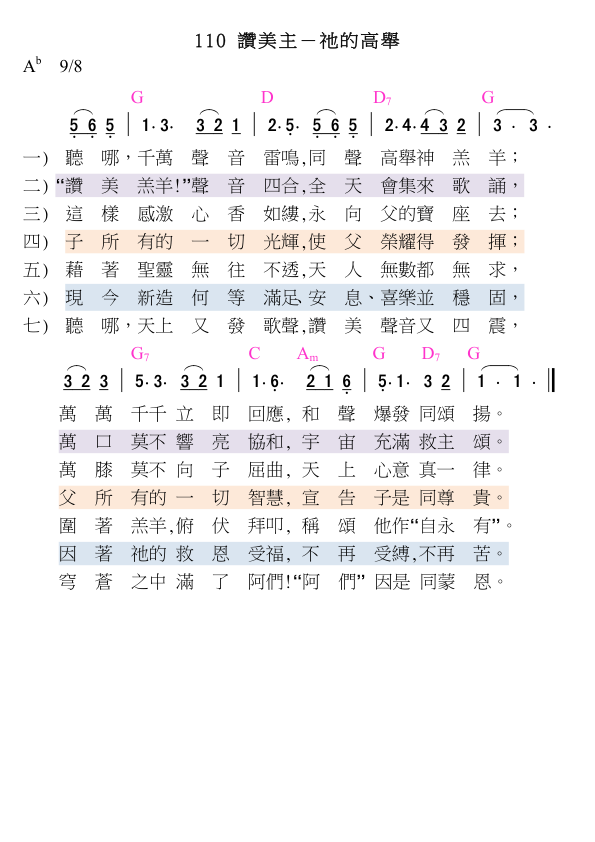 110 讚美主－祂的高舉
A♭ 9/8
G D D7 G
5 6 5 | 1· 3· 3 2 1 | 2· 5· 5 6 5 | 2· 4· 4 3 2 | 3 · 3 ·
一) 聽 哪，千萬 聲 音 雷鳴,同 聲 高舉神 羔 羊；
二) “讚 美 羔羊!”聲 音 四合,全 天 會集來 歌 誦，
三) 這 樣 感激 心 香 如縷,永 向 父的寶 座 去；
四) 子 所 有的 一 切 光輝,使 父 榮耀得 發 揮；
五) 藉 著 聖靈 無 往 不透,天 人 無數都 無 求，
六) 現 今 新造 何 等 滿足、安 息、喜樂並 穩 固，
七) 聽 哪，天上 又 發 歌聲,讚 美 聲音又 四 震，
G7 C Am G D7 G
3 2 3 | 5· 3· 3 2 1 | 1· 6· 2 1 6 | 5· 1· 3 2 | 1 · 1 · ‖
萬 萬 千千 立 即 回應, 和 聲 爆發 同頌 揚。
萬 口 莫不 響 亮 協和, 宇 宙 充滿 救主 頌。
萬 膝 莫不 向 子 屈曲, 天 上 心意 真一 律。
父 所 有的 一 切 智慧, 宣 告 子是 同尊 貴。
圍 著 羔羊,俯 伏 拜叩, 稱 頌 他作“自永 有”。
因 著 祂的 救 恩 受福, 不 再 受縛,不再 苦。
穹 蒼 之中 滿 了 阿們!“阿 們” 因是 同蒙 恩。